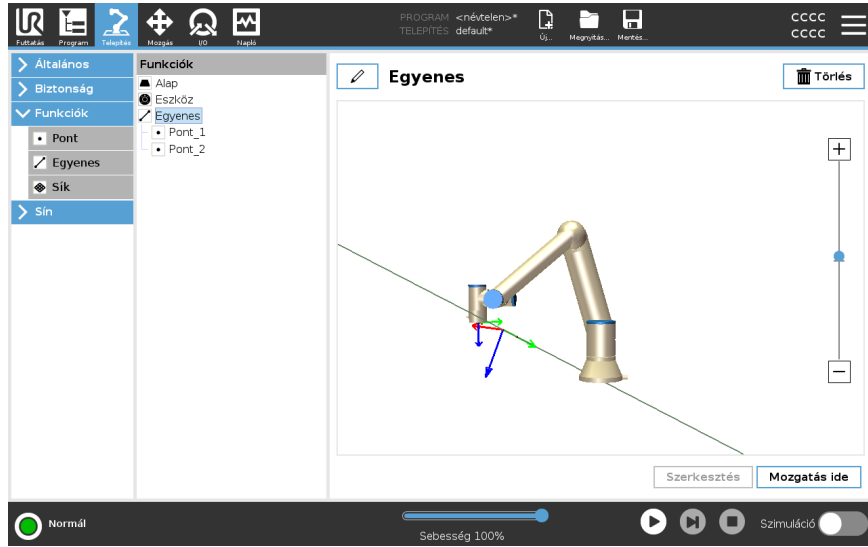 UR
PROGRAM <névtelen>*
TELEPÍTÉS default*
cccc
cccc
Futtatás Program Telepítés Mozgás I/O Napló Új... Megnyitás... Mentés...
Általános
Biztonság
Funkciók
Pont
Egyenes
Sík
Sín
Funkciók
Alap
Eszköz
Egyenes
Pont_1
Pont_2
Egyenes
Törlés
Szerkesztés Mozgatás ide
Normál
Sebesség 100%
Szimuláció